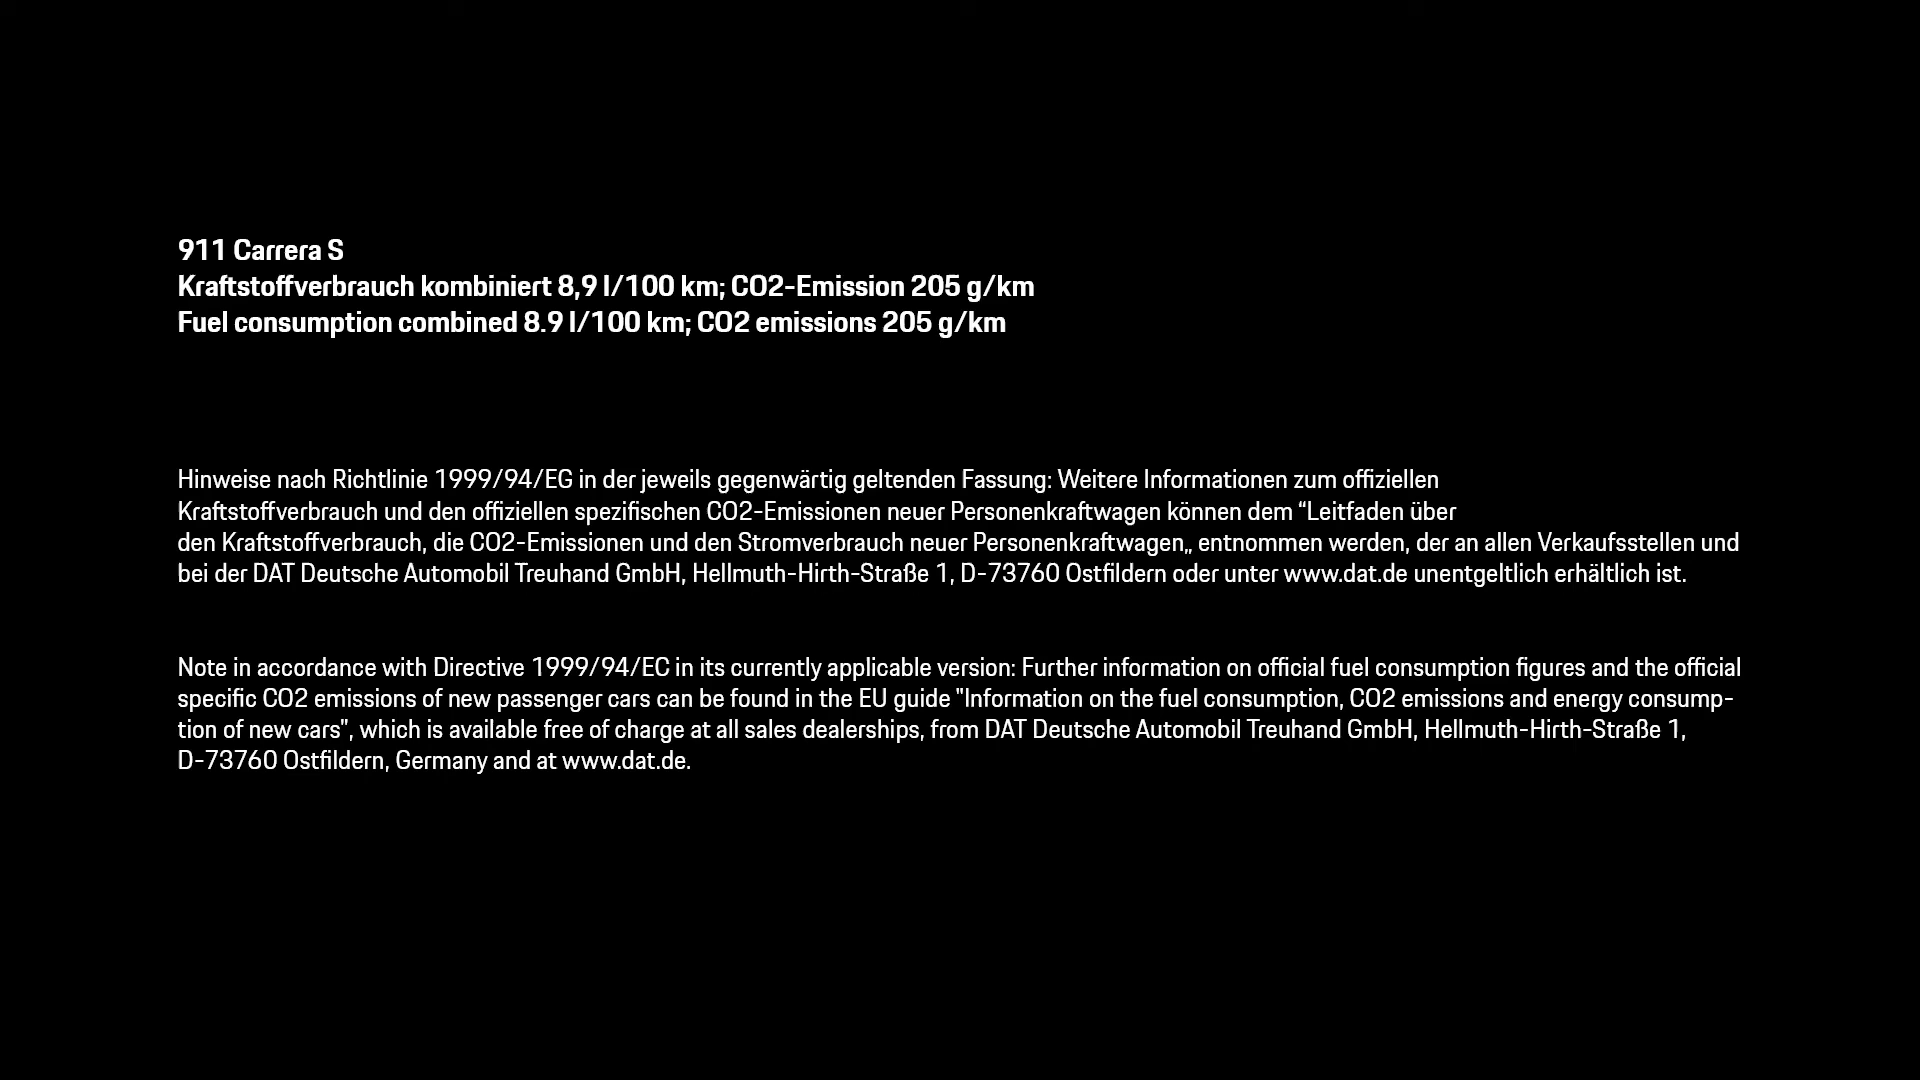 911 Carrera S
Kraftstoffverbrauch kombiniert 8,9 l/100 km; CO2-Emission 205 g/km
Fuel consumption combined 8.9 l/100 km; CO2 emissions 205 g/km
Hinweise nach Richtlinie 1999/94/EG in der jeweils gegenwärtig geltenden Fassung: Weitere Informationen zum offiziellen
Kraftstoffverbrauch und den offiziellen spezifischen CO2-Emissionen neuer Personenkraftwagen können dem “Leitfaden über
den Kraftstoffverbrauch, die CO2-Emissionen und den Stromverbrauch neuer Personenkraftwagen„ entnommen werden, der an allen Verkaufsstellen und
bei der DAT Deutsche Automobil Treuhand GmbH, Hellmuth-Hirth-Straße 1, D-73760 Ostfildern oder unter www.dat.de unentgeltlich erhältlich ist.
Note in accordance with Directive 1999/94/EC in its currently applicable version: Further information on official fuel consumption figures and the official
specific CO2 emissions of new passenger cars can be found in the EU guide "Information on the fuel consumption, CO2 emissions and energy consump-
tion of new cars", which is available free of charge at all sales dealerships, from DAT Deutsche Automobil Treuhand GmbH, Hellmuth-Hirth-Straße 1,
D-73760 Ostfildern, Germany and at www.dat.de.